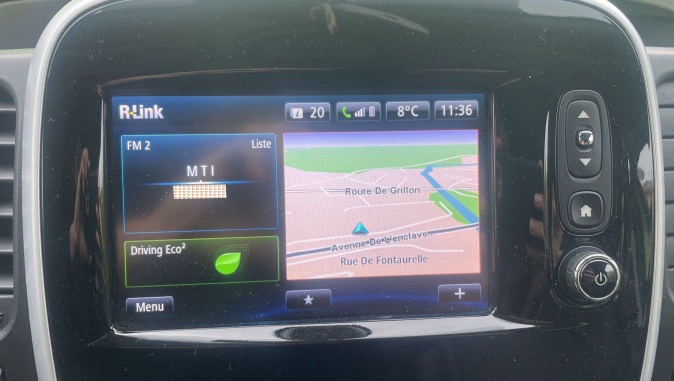 R-Link
20
8°C
11:36
FM 2
Liste
MTI
Route De Grillon
Avenue De L'enclave...
Rue De Fontaurelle
Driving Eco²
Menu